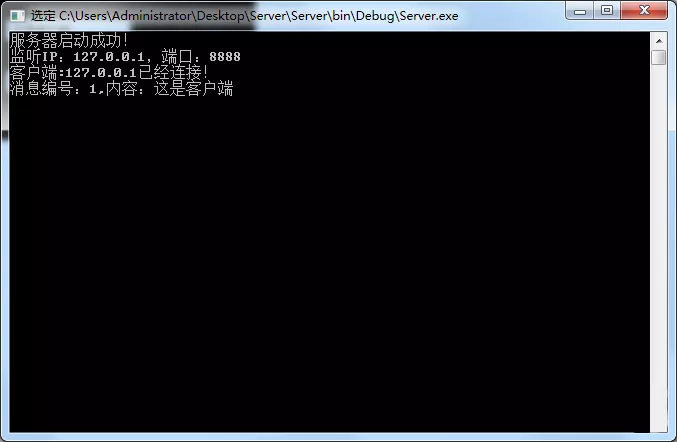 选定 C:\Users\Administrator\Desktop\Server\Server\bin\Debug\Server.exe
服务器启动成功!
监听IP：127.0.0.1，端口：8888
客户端:127.0.0.1已经连接!
消息编号：1,内容：这是客户端